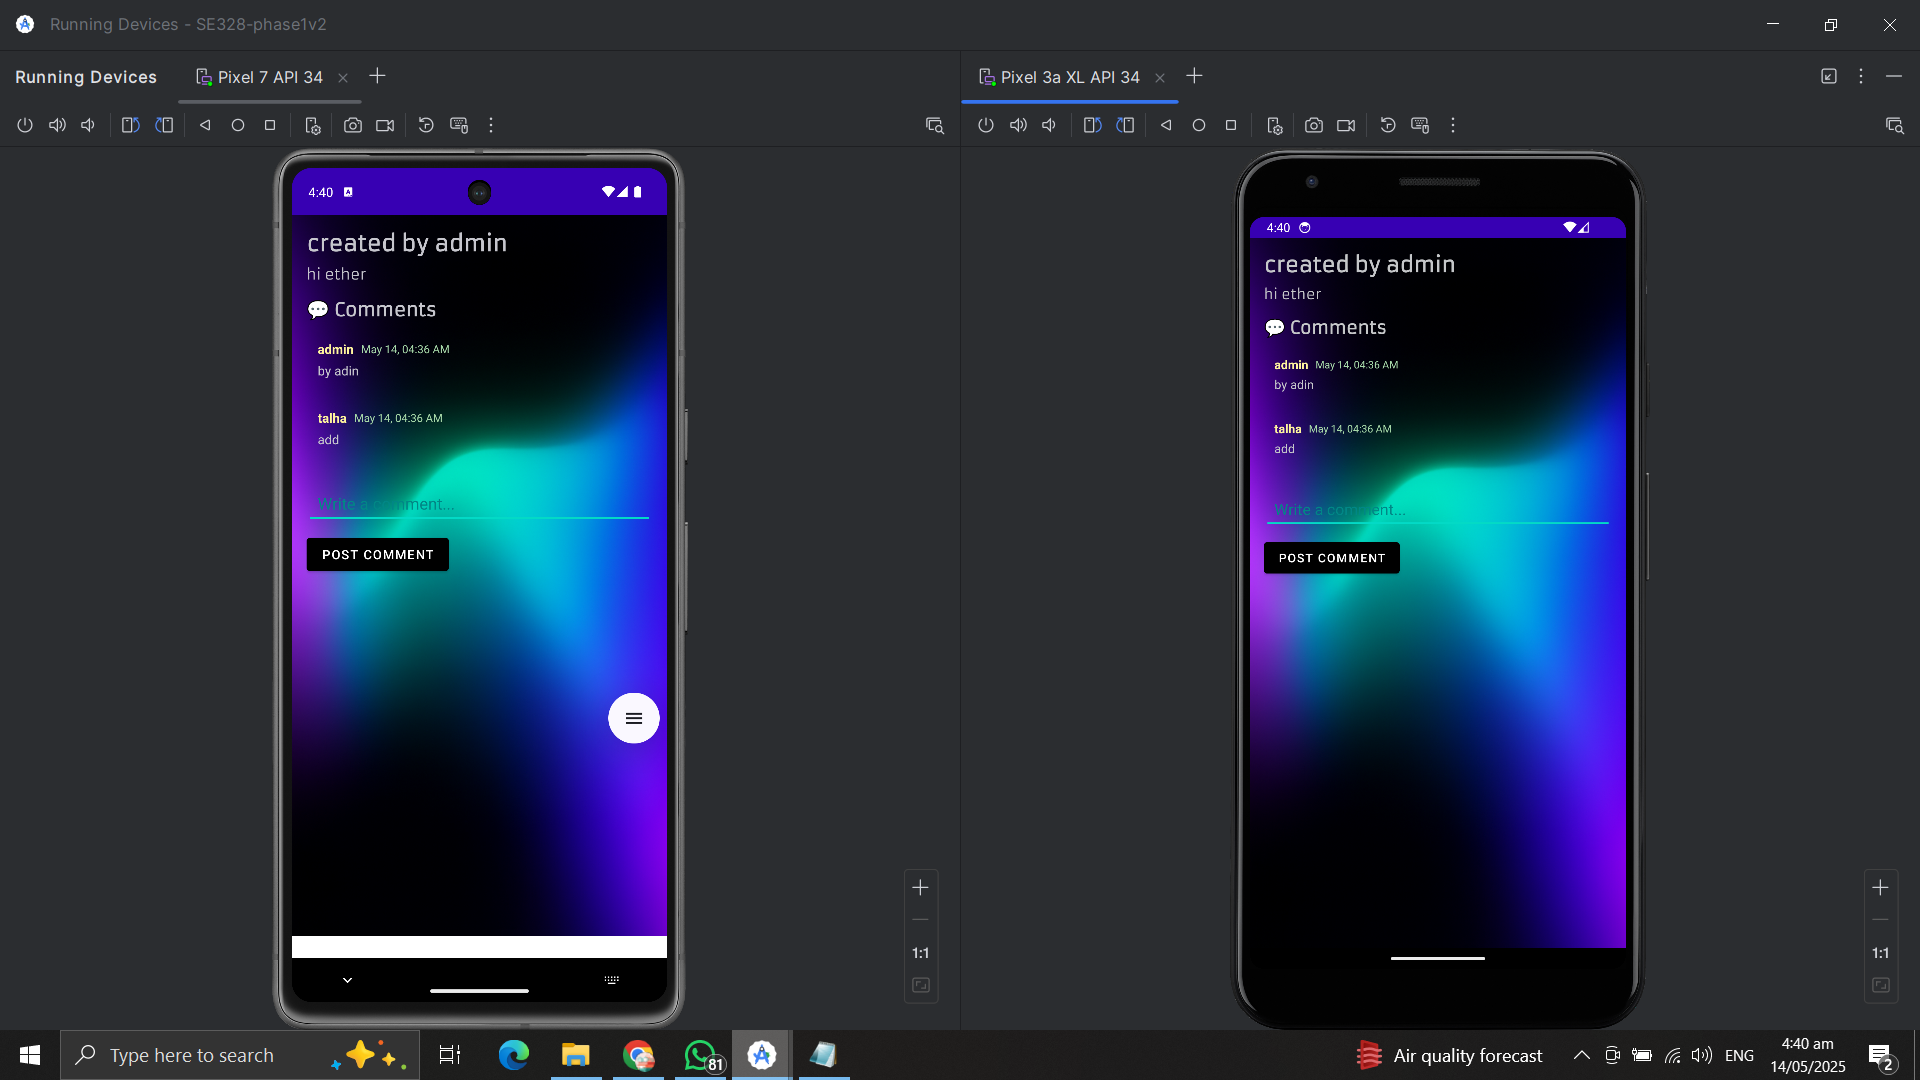 Running Devices - SE328-phase1v2
Running Devices
Pixel 7 API 34
Pixel 3a XL API 34
4:40
created by admin
hi ether
💬 Comments
admin May 14, 04:36 AM
by adin
talha May 14, 04:36 AM
add
Write a comment...
POST COMMENT
1:1
4:40
created by admin
hi ether
💬 Comments
admin May 14, 04:36 AM
by adin
talha May 14, 04:36 AM
add
Write a comment...
POST COMMENT
1:1
Type here to search
81
Air quality forecast
ENG
4:40 am
14/05/2025
2